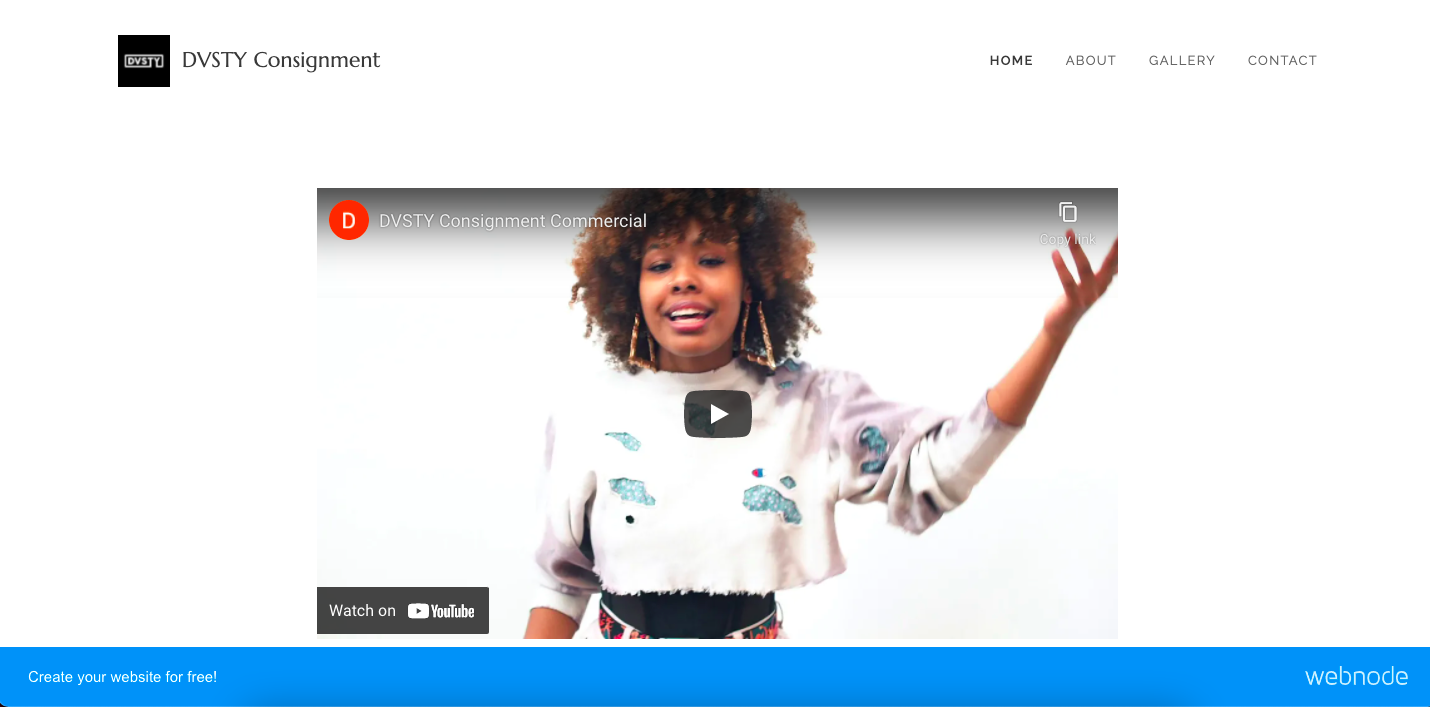 DVSTY
DVSTY Consignment
HOME ABOUT GALLERY CONTACT
D DVSTY Consignment Commercial
Copy link
Watch on YouTube
Create your website for free!
webnode